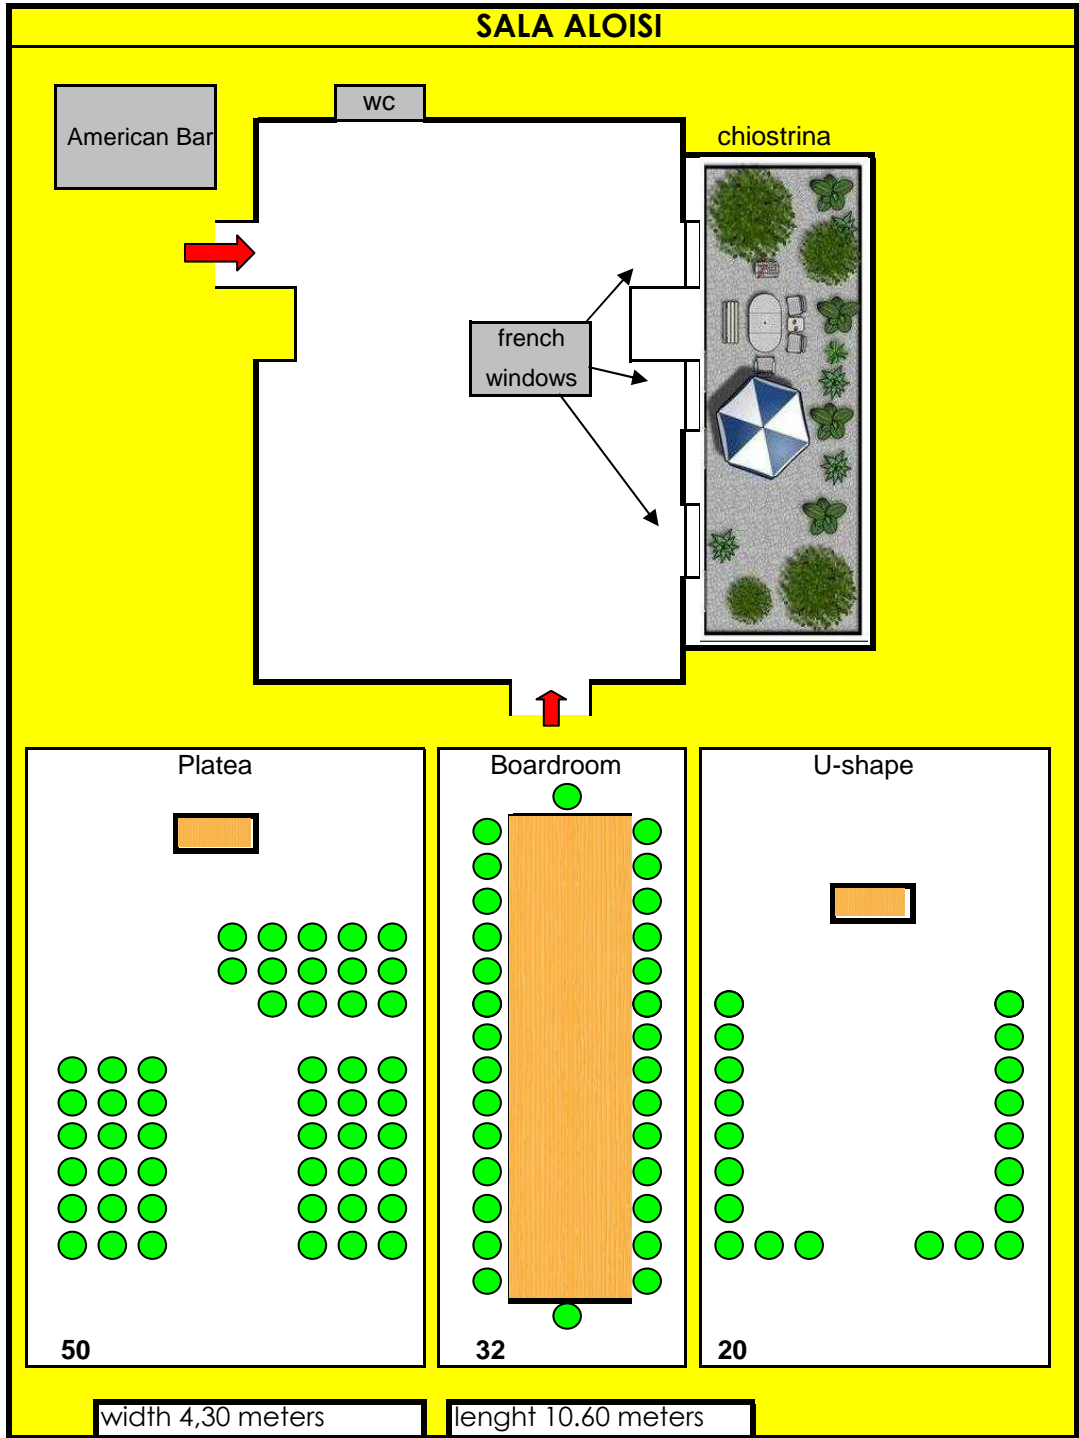 SALA ALOISI
wc
American Bar
chiostrina
french
windows
Platea
Boardroom
U-shape
50
32
20
width 4,30 meters
lenght 10.60 meters